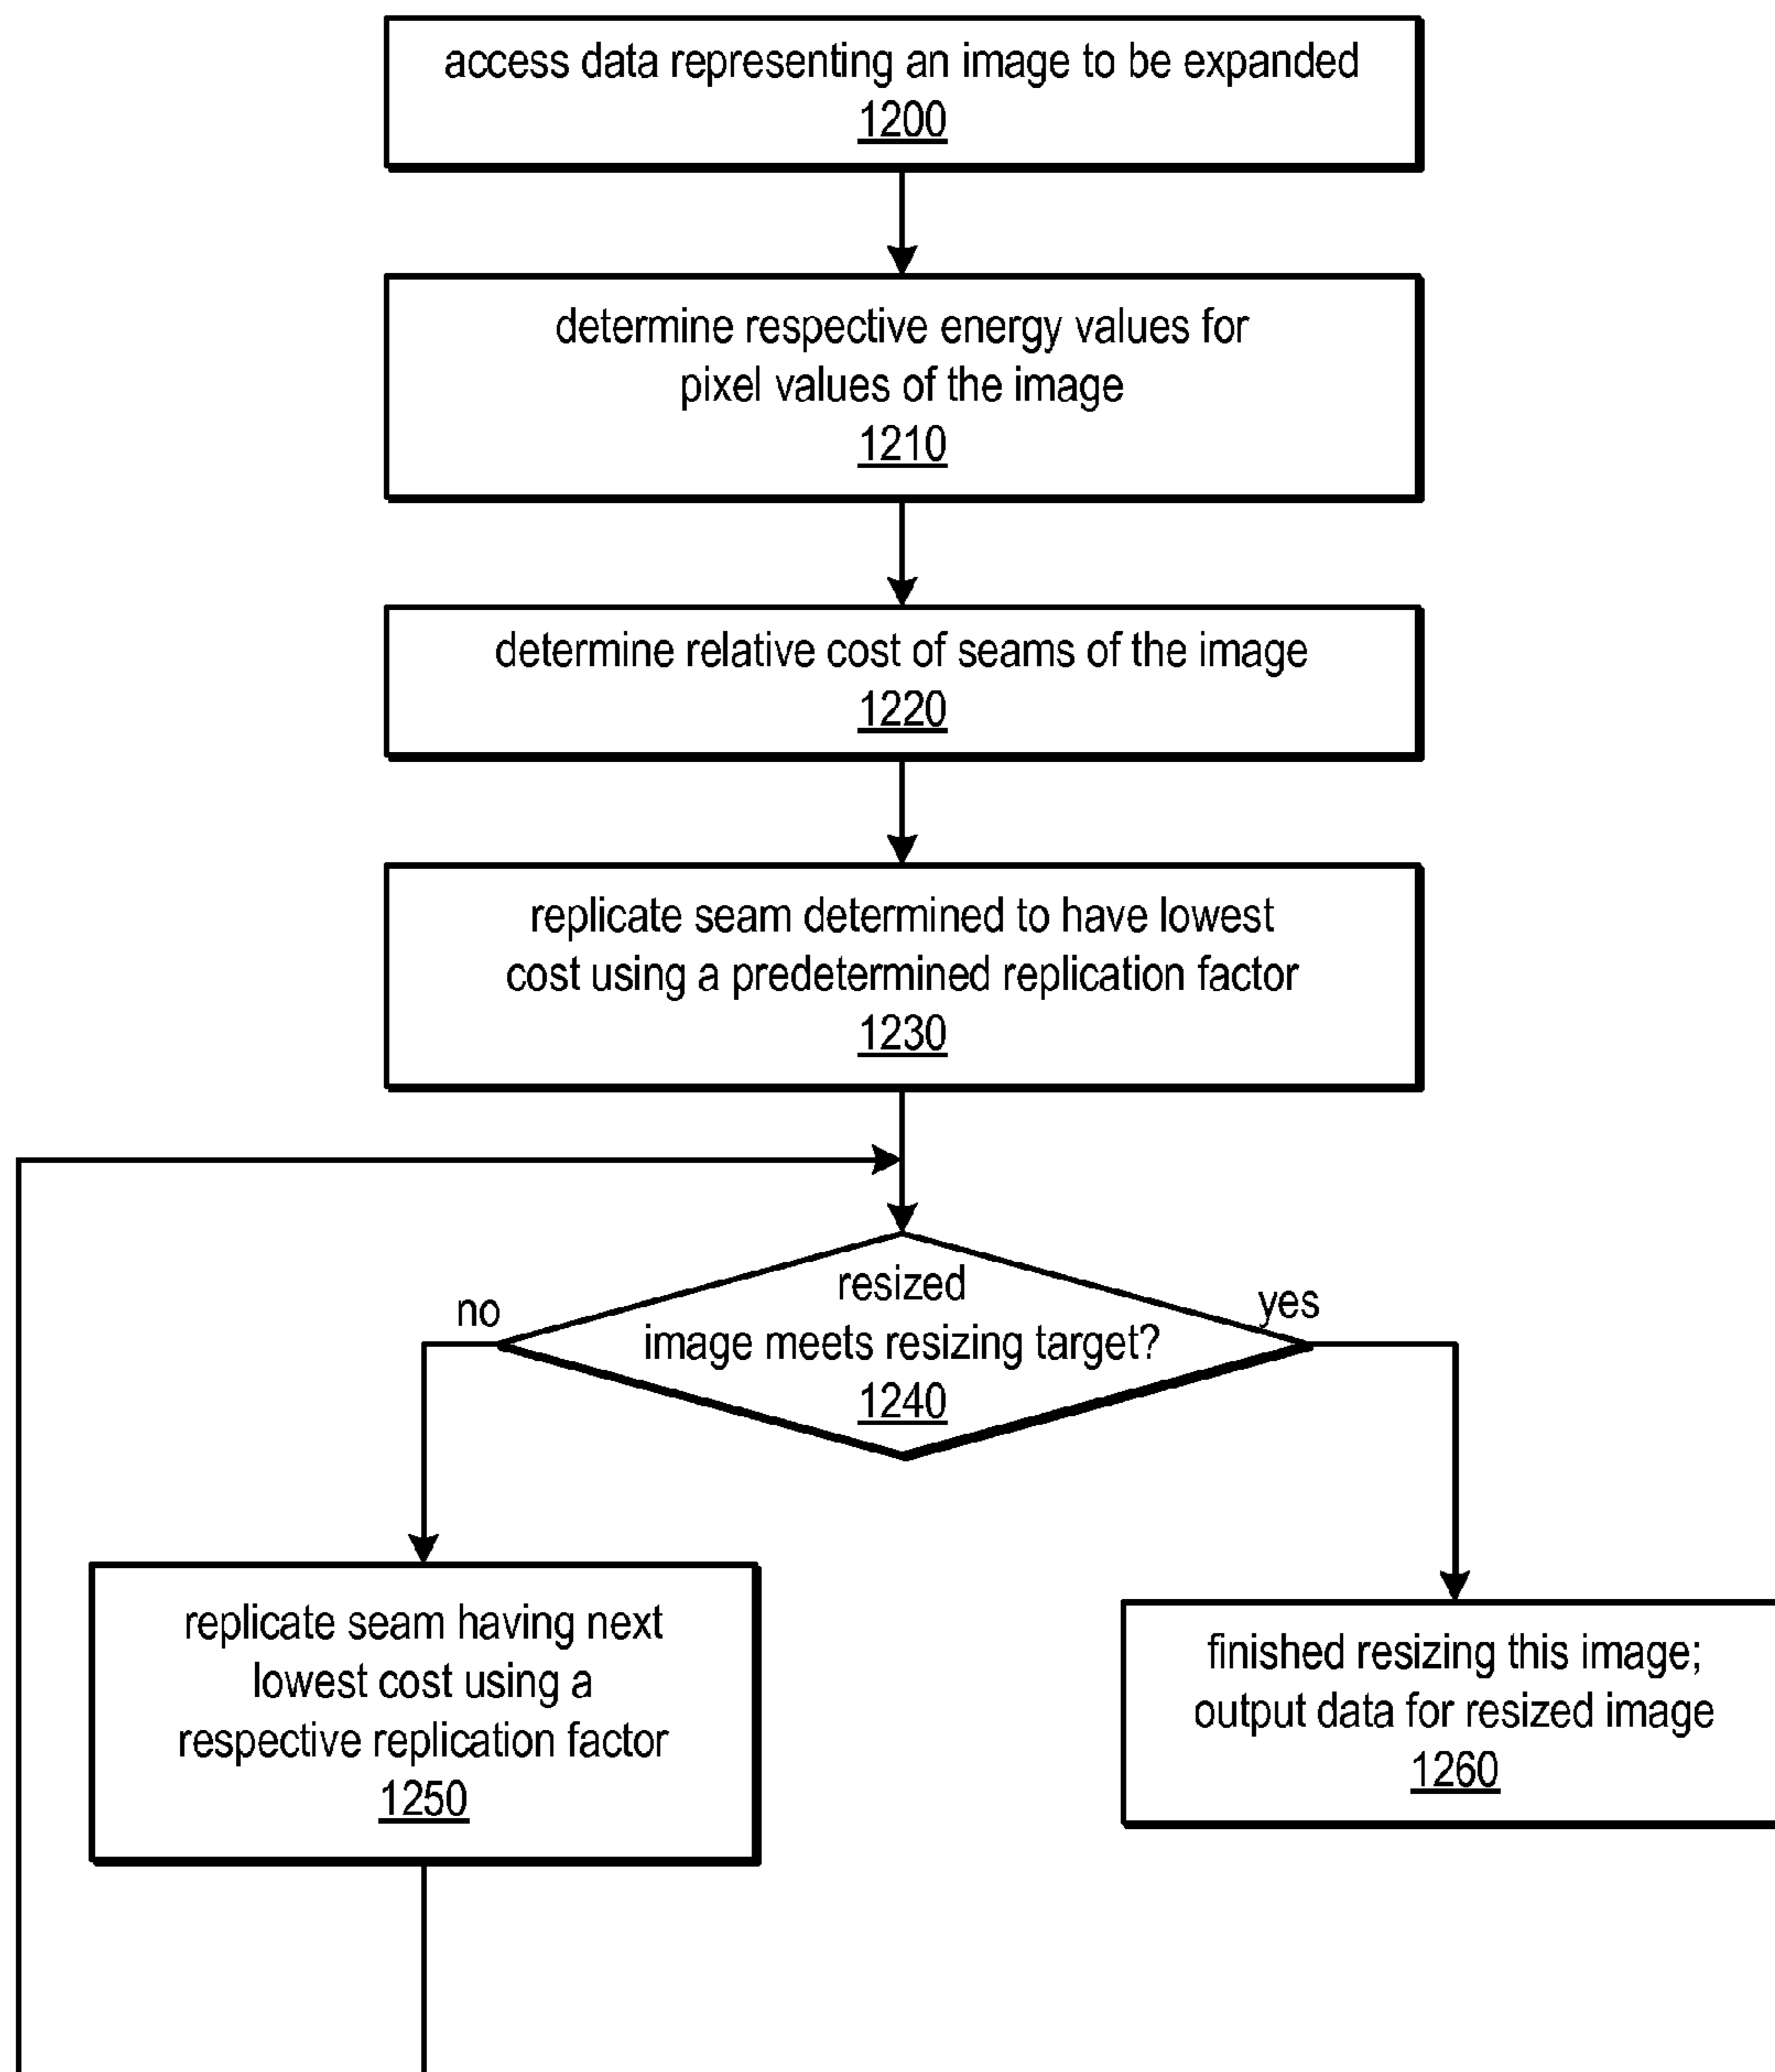 access data representing an image to be expanded
1200
determine respective energy values for
pixel values of the image
1210
determine relative cost of seams of the image
1220
replicate seam determined to have lowest
cost using a predetermined replication factor
1230
resized
image meets resizing target?
1240
no
yes
replicate seam having next
lowest cost using a
respective replication factor
1250
finished resizing this image;
output data for resized image
1260